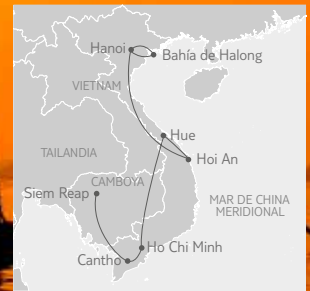 Hanoi
Bahía de Halong
VIETNAM
Hue
TAILANDIA
Hoi An
CAMBOYA
Siem Reap
MAR DE CHINA
MERIDIONAL
Ho Chi Minh
Cantho